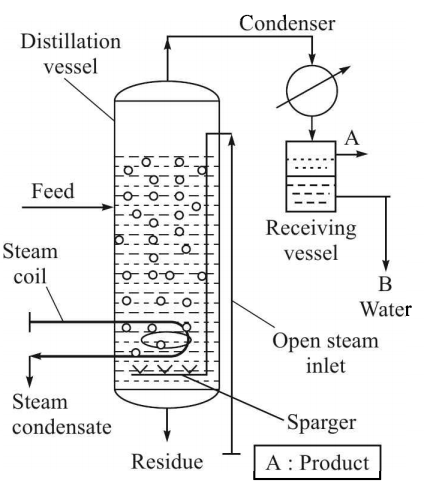 Condenser
Distillation
vessel
A
Feed
Receiving
vessel
Steam
coil
B
Water
Open steam
inlet
Steam
condensate
Sparger
Residue
A : Product